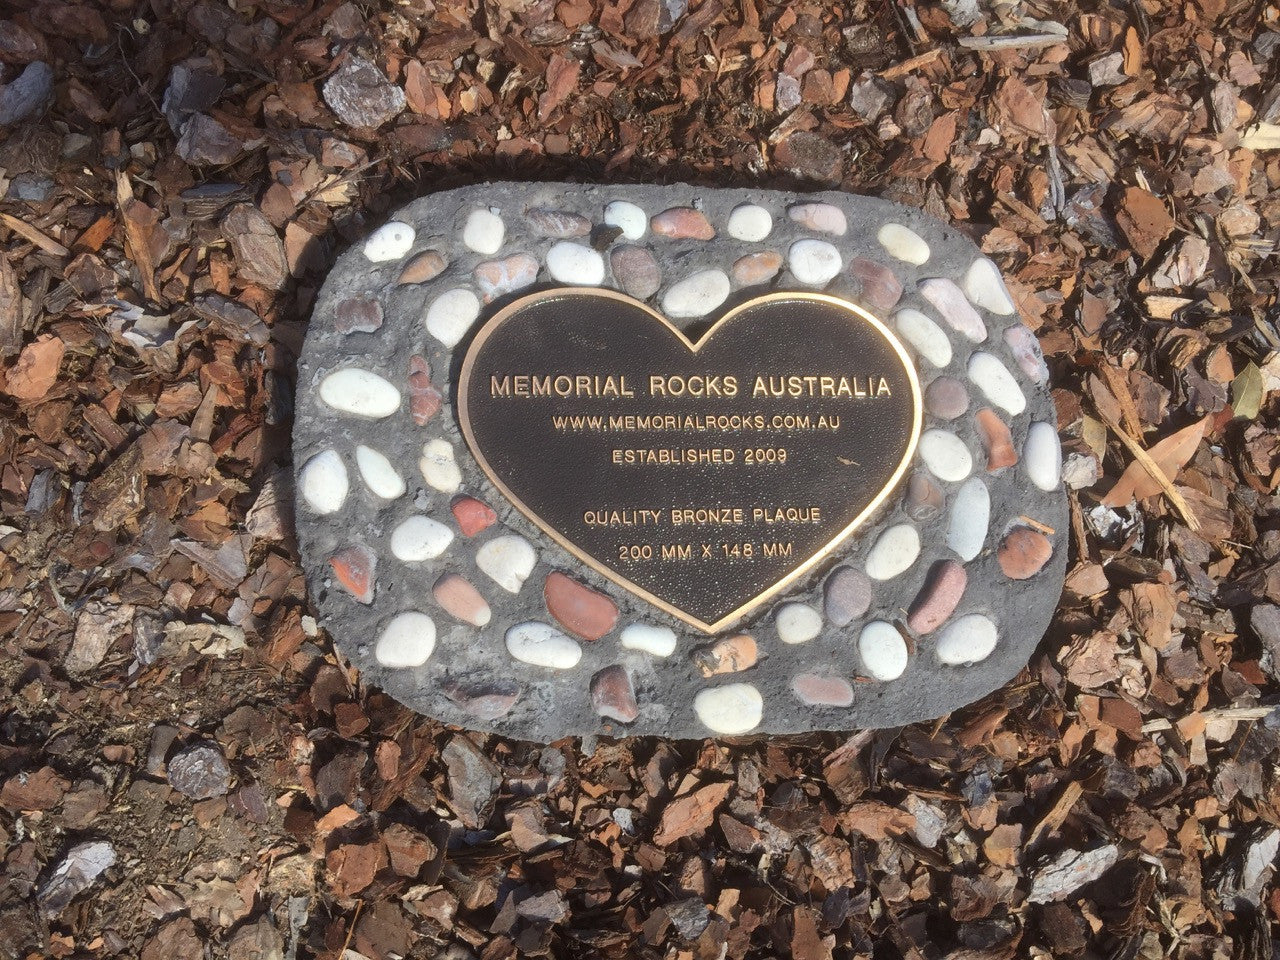 MEMORIAL ROCKS AUSTRALIA
WWW.MEMORIALROCKS.COM.AU
ESTABLISHED 2009
QUALITY BRONZE PLAQUE
200 MM X 148 MM